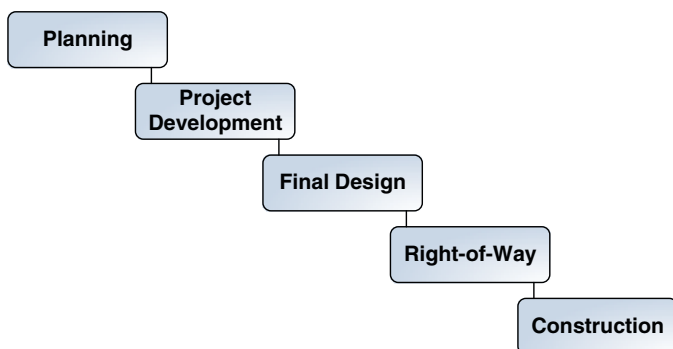 Planning
Project
Development
Final Design
Right-of-Way
Construction